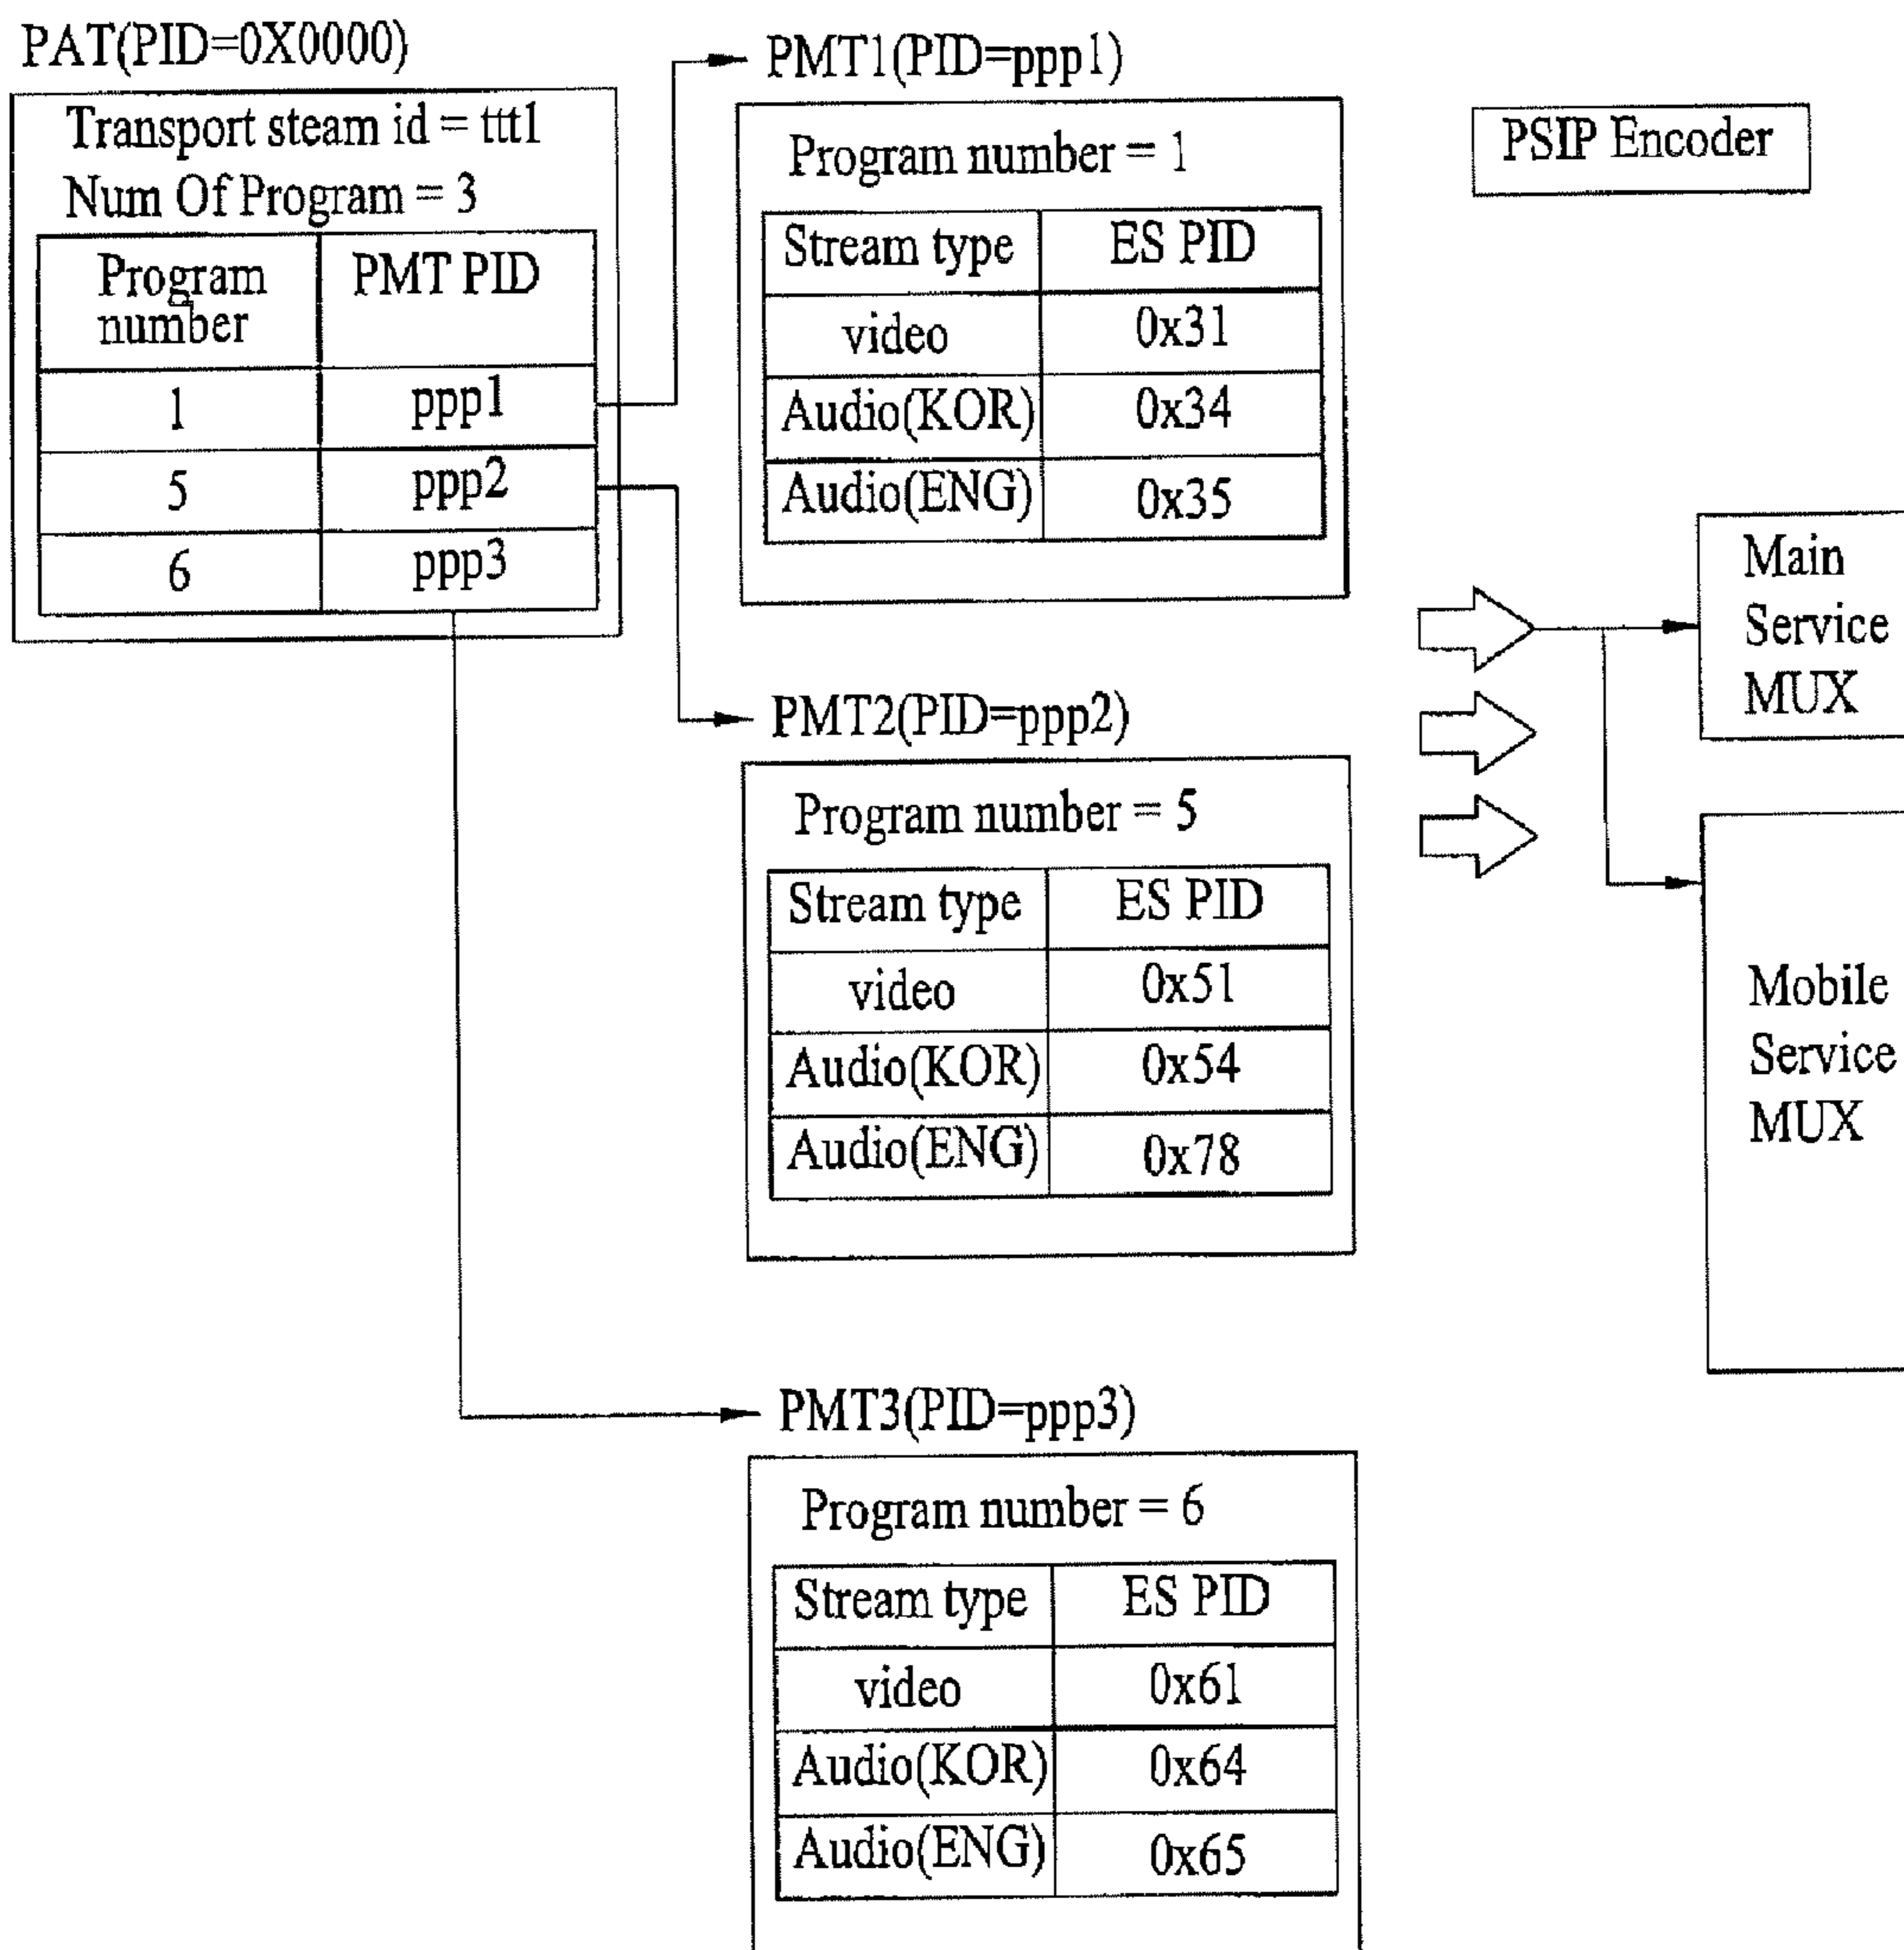 PAT(PID=0X0000)
Transport steam id = ttt1
Num Of Program = 3
Program number | PMT PID
1 | ppp1
5 | ppp2
6 | ppp3
PMT1(PID=ppp1)
Program number = 1
Stream type | ES PID
video | 0x31
Audio(KOR) | 0x34
Audio(ENG) | 0x35
PMT2(PID=ppp2)
Program number = 5
Stream type | ES PID
video | 0x51
Audio(KOR) | 0x54
Audio(ENG) | 0x78
PMT3(PID=ppp3)
Program number = 6
Stream type | ES PID
video | 0x61
Audio(KOR) | 0x64
Audio(ENG) | 0x65
PSIP Encoder
Main
Service
MUX
Mobile
Service
MUX